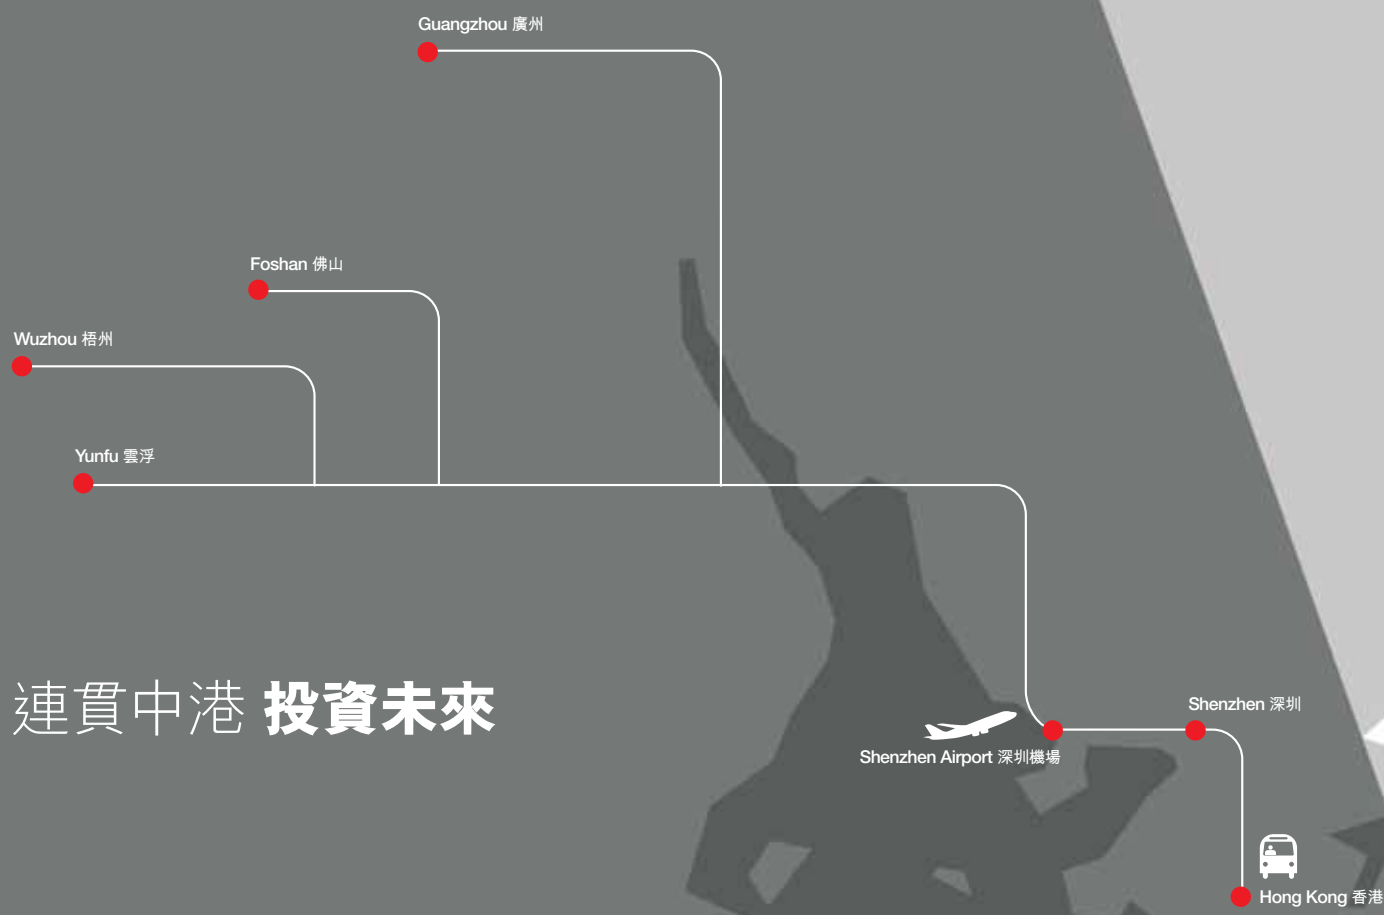 Guangzhou 廣州
Foshan 佛山
Wuzhou 梧州
Yunfu 雲浮
連貫中港 投資未來
Shenzhen 深圳
Shenzhen Airport 深圳機場
Hong Kong 香港